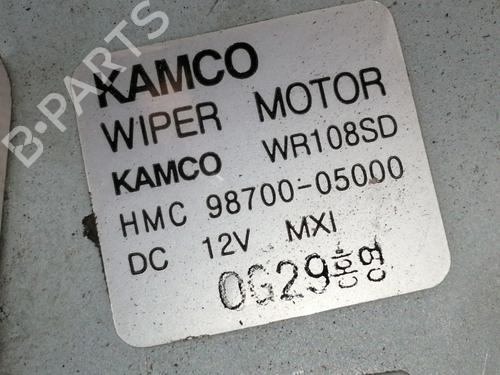 KAMCO
WIPER MOTOR
KAMCO WR108SD
HMC 98700-05000
DC 12V MXI
0G29홍영
B-PARTS